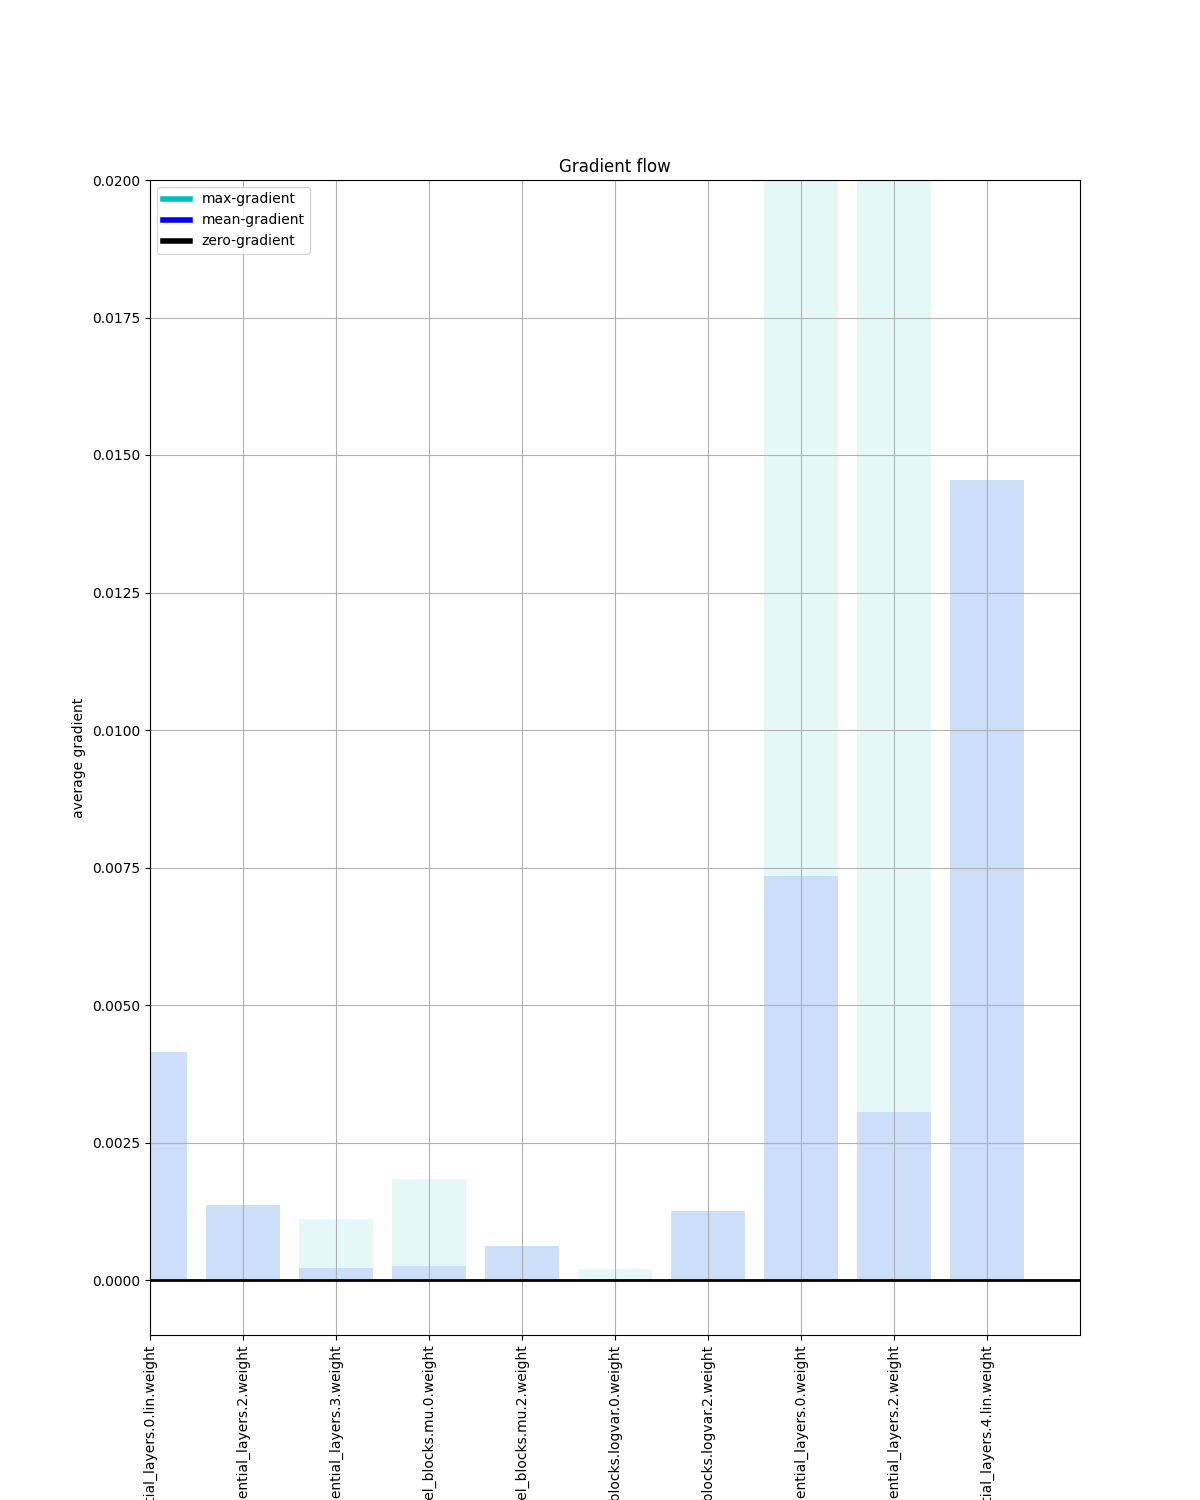 Gradient flow
max-gradient
mean-gradient
zero-gradient
0.0200
0.0175
0.0150
0.0125
0.0100
0.0075
0.0050
0.0025
0.0000
average gradient
tial_layers.0.lin.weight
ential_layers.2.weight
ential_layers.3.weight
el_blocks.mu.0.weight
el_blocks.mu.2.weight
blocks.logvar.0.weight
blocks.logvar.2.weight
ential_layers.0.weight
ential_layers.2.weight
tial_layers.4.lin.weight